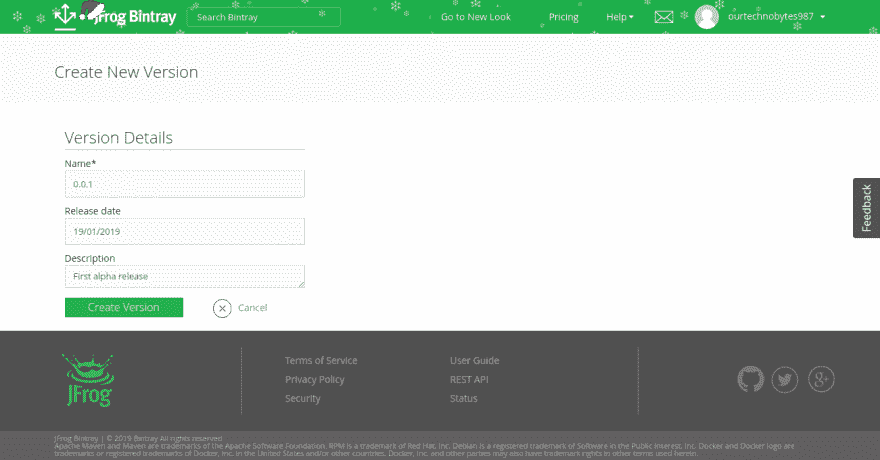 JFrog Bintray
Search Bintray
Go to New Look
Pricing
Help
ourtechnobytes987
Create New Version
Version Details
Name*
0.0.1
Release date
19/01/2019
Description
First alpha release
Create Version
Cancel
Feedback
JFrog
Terms of Service
User Guide
Privacy Policy
REST API
Security
Status
JFrog Bintray | © 2019 Bintray All rights reserved
Apache Maven and Maven are trademarks of the Apache Software Foundation. RPM is a trademark of Red Hat, Inc. Debian is a registered trademark of Software in the Public Interest, Inc. Docker and Docker logo are
trademarks or registered trademarks of Docker, Inc. in the United States and/or other countries. Docker, Inc. and other parties may also have trademark rights in other terms used herein.